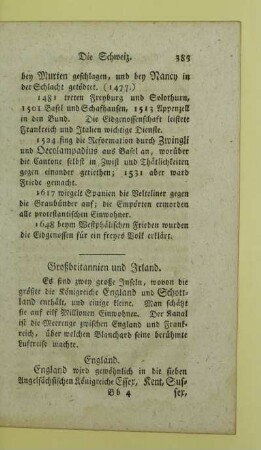 Die Schweiz. 385
bey Murten geschlagen, und bey Nancy in
der Schlacht getödtet. (1477.)
1481 treten Freyburg und Solothurn,
1501 Basel und Schafhausen, 1513 Appenzell
in den Bund. Die Eidgenossenschaft leistete
Frankreich und Italien wichtige Dienste.
1524 fing die Reformation durch Zwingli
und Oecolampadius aus Basel an, worüber
die Cantone selbst in Zwist und Thätlichkeiten
gegen einander geriethen; 1531 aber ward
Friede gemacht.
1617 wiegelt Spanien die Velteliner gegen
die Graubünder auf; die Empörten ermorden
alle protestantischen Einwohner.
1648 beym Westphälischen Frieden wurden
die Eidgenossen für ein freyes Volk erklärt.
Großbritannien und Irland.
Es sind zwey große Inseln, wovon die
größte die Königreiche England und Schott-
land enthält, und einige kleine. Man schätzt
sie auf eilf Millionen Einwohner. Der Kanal
ist die Meerenge zwischen England und Frank-
reich, über welchen Blanchard seine berühmte
Luftreise machte.
England.
England wird gewöhnlich in die sieben
Angelsächsischen Königreiche Essex, Kent, Sus-
Bb 4 sex,